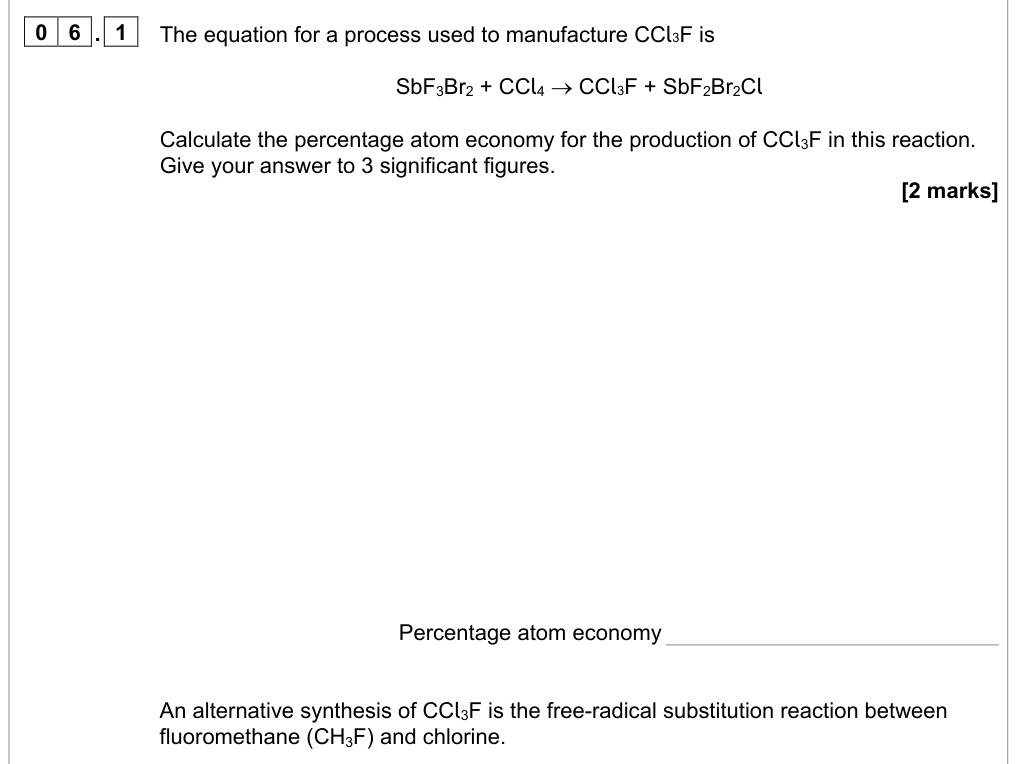 0 6 . 1 The equation for a process used to manufacture CCl₃F is
SbF₃Br₂ + CCl₄ → CCl₃F + SbF₂Br₂Cl
Calculate the percentage atom economy for the production of CCl₃F in this reaction.
Give your answer to 3 significant figures.
[2 marks]
Percentage atom economy
An alternative synthesis of CCl₃F is the free-radical substitution reaction between
fluoromethane (CH₃F) and chlorine.